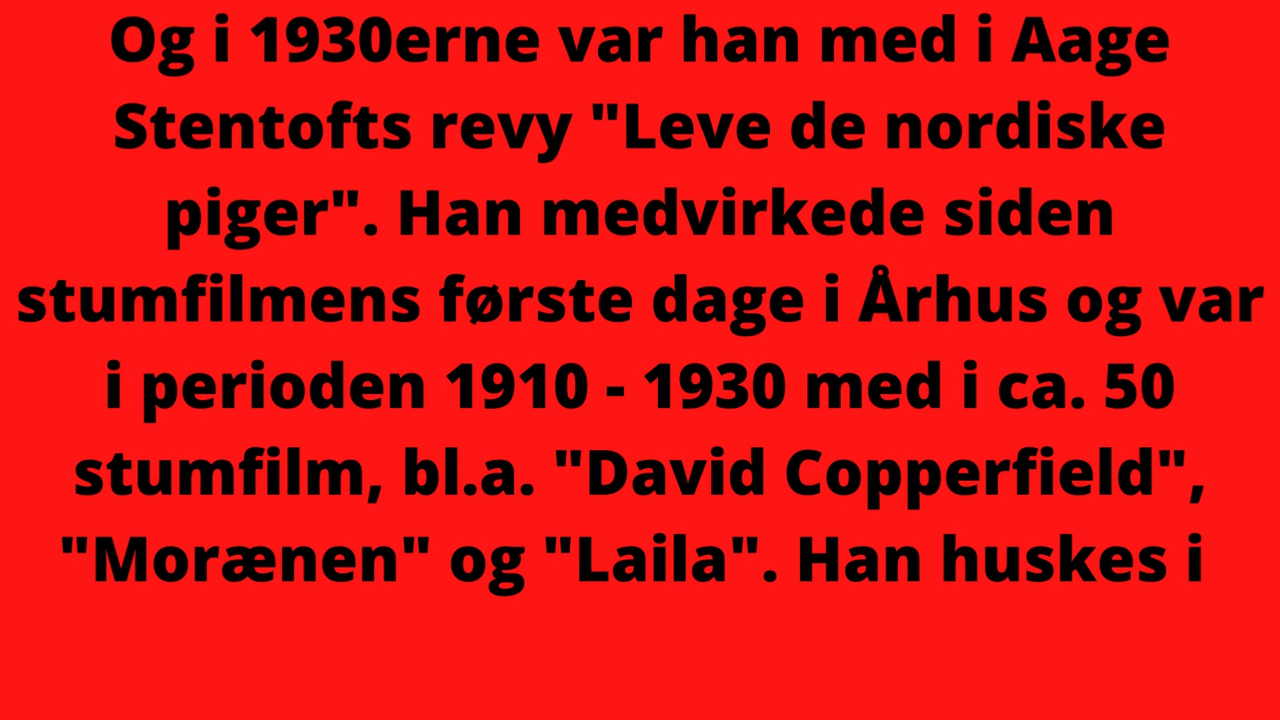 Og i 1930erne var han med i Aage
Stentofts revy "Leve de nordiske
piger". Han medvirkede siden
stumfilmens første dage i Århus og var
i perioden 1910 - 1930 med i ca. 50
stumfilm, bl.a. "David Copperfield",
"Morænen" og "Laila". Han huskes i